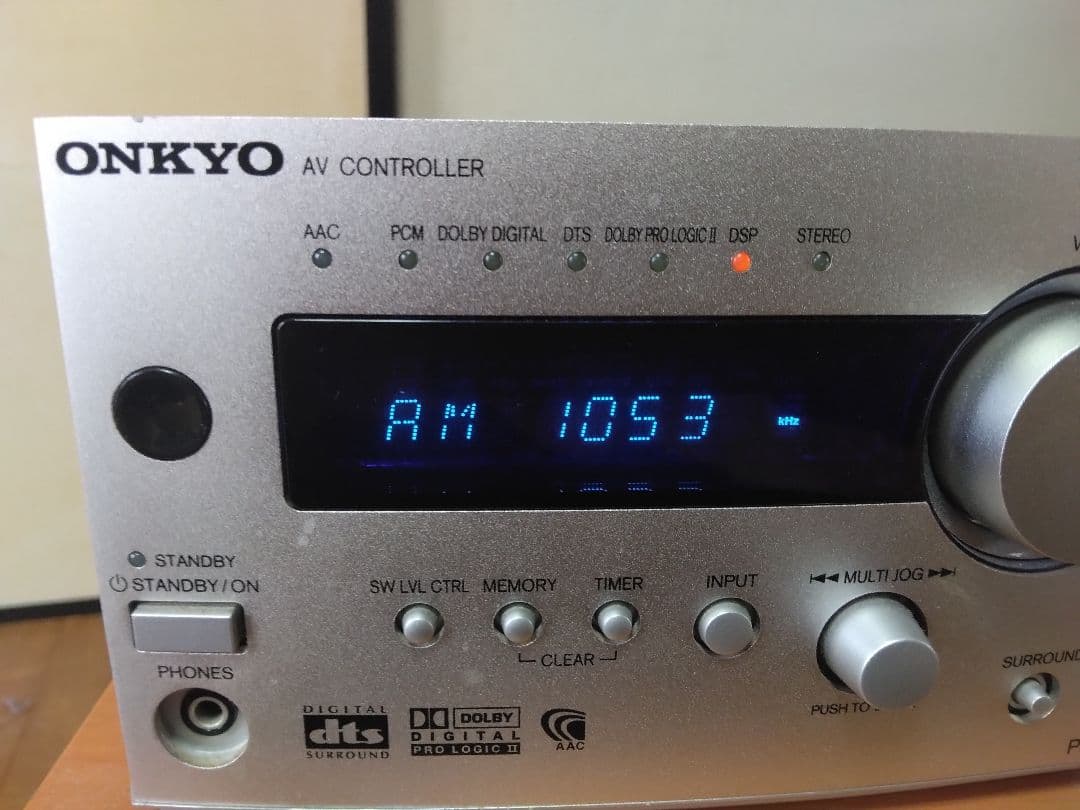 ONKYO AV CONTROLLER
AAC PCM DOLBY DIGITAL DTS DOLBY PRO LOGIC II DSP STEREO
AM 1053 kHz
STANDBY
STANDBY/ON
SW LVL CTRL MEMORY TIMER INPUT MULTI JOG
CLEAR
PHONES
SURROUND
PUSH TO
DIGITAL
dts
SURROUND
DOLBY
DIGITAL
PRO LOGIC II
AAC